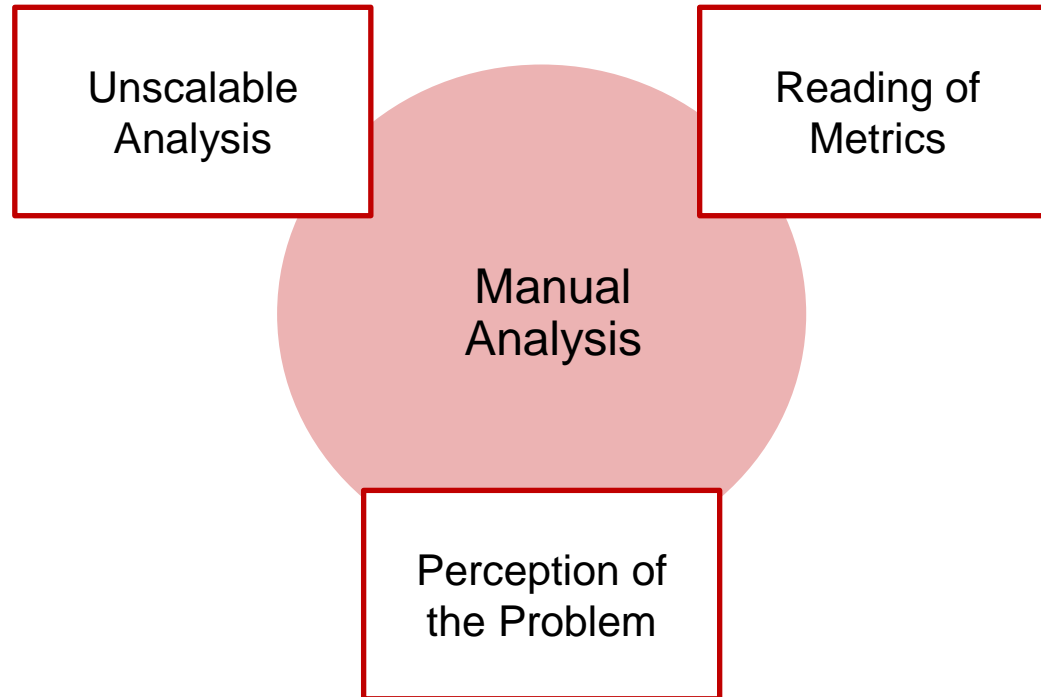 Unscalable
Analysis
Reading of
Metrics
Manual
Analysis
Perception of
the Problem